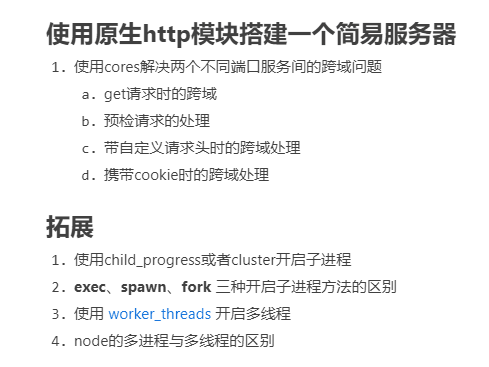 使用原生http模块搭建一个简易服务器
1. 使用cores解决两个不同端口服务间的跨域问题
a. get请求时的跨域
b. 预检请求的处理
c. 带自定义请求头时的跨域处理
d. 携带cookie时的跨域处理
拓展
1. 使用child_progress或者cluster开启子进程
2. exec、spawn、fork 三种开启子进程方法的区别
3. 使用 worker_threads 开启多线程
4. node的多进程与多线程的区别